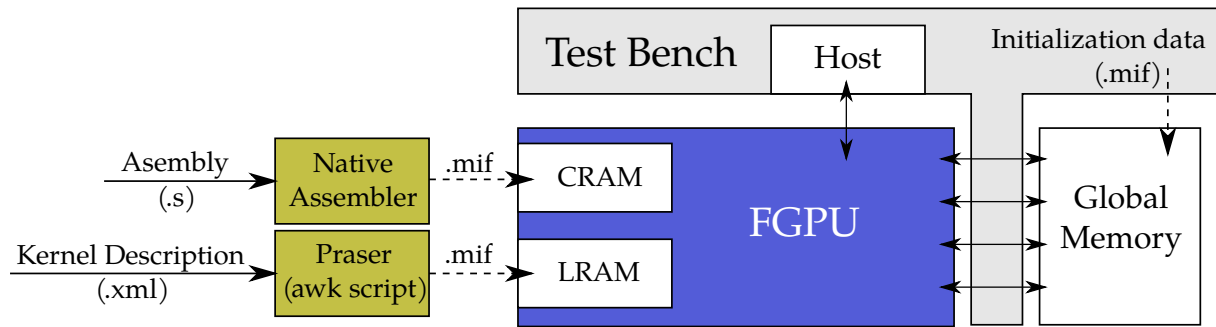 Test Bench
Host
Initialization data
(.mif)
Asembly
(.s)
Native
Assembler
.mif
CRAM
FGPU
Global
Memory
Kernel Description
(.xml)
Praser
(awk script)
.mif
LRAM